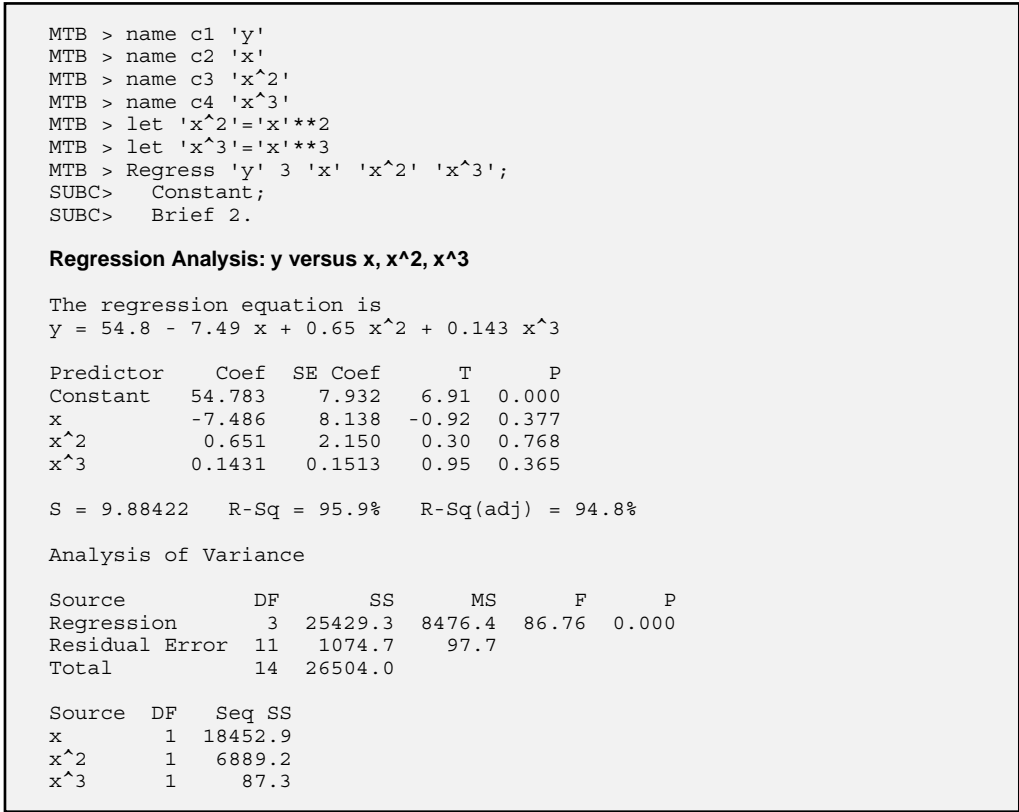 MTB > name c1 'y'
MTB > name c2 'x'
MTB > name c3 'x^2'
MTB > name c4 'x^3'
MTB > let 'x^2'='x'**2
MTB > let 'x^3'='x'**3
MTB > Regress 'y' 3 'x' 'x^2' 'x^3';
SUBC>   Constant;
SUBC>   Brief 2.
Regression Analysis: y versus x, x^2, x^3
The regression equation is
y = 54.8 - 7.49 x + 0.65 x^2 + 0.143 x^3
Predictor    Coef  SE Coef      T      P
Constant   54.783    7.932   6.91  0.000
x          -7.486    8.138  -0.92  0.377
x^2         0.651    2.150   0.30  0.768
x^3        0.1431   0.1513   0.95  0.365
S = 9.88422   R-Sq = 95.9%   R-Sq(adj) = 94.8%
Analysis of Variance
Source          DF       SS      MS      F      P
Regression       3  25429.3  8476.4  86.76  0.000
Residual Error  11   1074.7    97.7
Total           14  26504.0
Source  DF   Seq SS
x        1  18452.9
x^2      1   6889.2
x^3      1     87.3